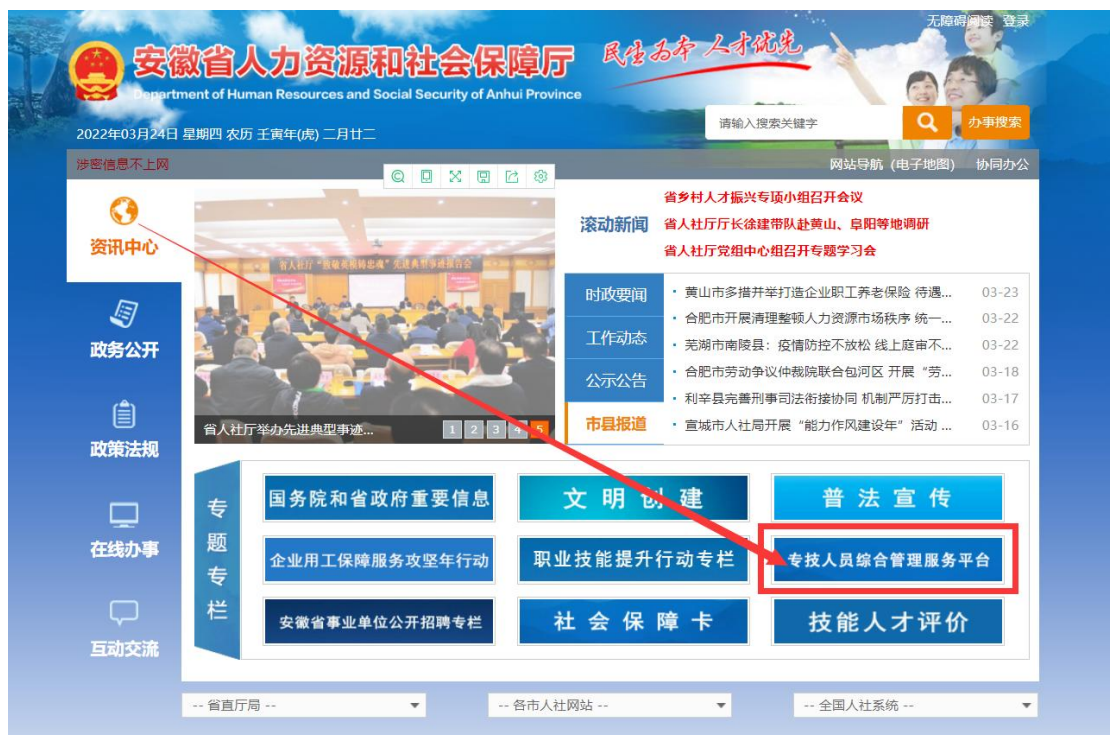 无障碍阅读 登录
安徽省人力资源和社会保障厅
民生为本 人才优先
Department of Human Resources and Social Security of Anhui Province
请输入搜索关键字
办事搜索
2022年03月24日 星期四 农历 壬寅年(虎) 二月廿二
涉密信息不上网
网站导航 (电子地图)
协同办公
资讯中心
政务公开
政策法规
在线办事
互动交流
省人社厅举办先进典型事迹...
1 2 3 4 5
滚动新闻
省乡村人才振兴专项小组召开会议
省人社厅厅长徐建带队赴黄山、阜阳等地调研
省人社厅党组中心组召开专题学习会
时政要闻
工作动态
公示公告
市县报道
· 黄山市多措并举打造企业职工养老保险 待遇... 03-23
· 合肥市开展清理整顿人力资源市场秩序 统一... 03-22
· 芜湖市南陵县：疫情防控不放松 线上庭审不... 03-22
· 合肥市劳动争议仲裁院联合包河区 开展“劳... 03-18
· 利辛县完善刑事司法衔接协同 机制严厉打击... 03-17
· 宣城市人社局开展“能力作风建设年”活动 ... 03-16
专题专栏
国务院和省政府重要信息
文明创建
普法宣传
企业用工保障服务攻坚年行动
职业技能提升行动专栏
专技人员综合管理服务平台
安徽省事业单位公开招聘专栏
社会保障卡
技能人才评价
-- 省直厅局 --
-- 各市人社网站 --
-- 全国人社系统 --